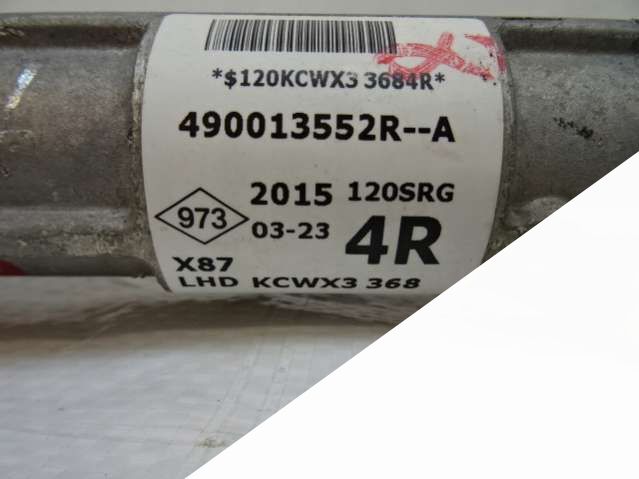 *$120KCWX3 3684R*
490013552R--A
2015 120SRG
973 03-23 4R
X87
LHD KCWX3 368